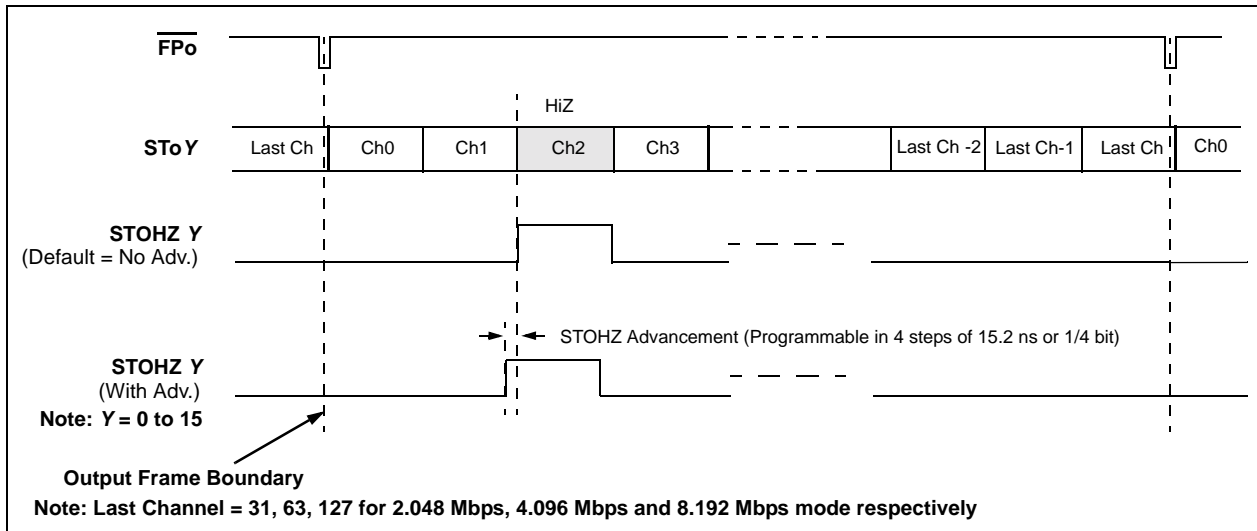 FPo
HiZ
SToY Last Ch Ch0 Ch1 Ch2 Ch3 Last Ch -2 Last Ch-1 Last Ch Ch0
STOHZ Y
(Default = No Adv.)
STOHZ Advancement (Programmable in 4 steps of 15.2 ns or 1/4 bit)
STOHZ Y
(With Adv.)
Note: Y = 0 to 15
Output Frame Boundary
Note: Last Channel = 31, 63, 127 for 2.048 Mbps, 4.096 Mbps and 8.192 Mbps mode respectively